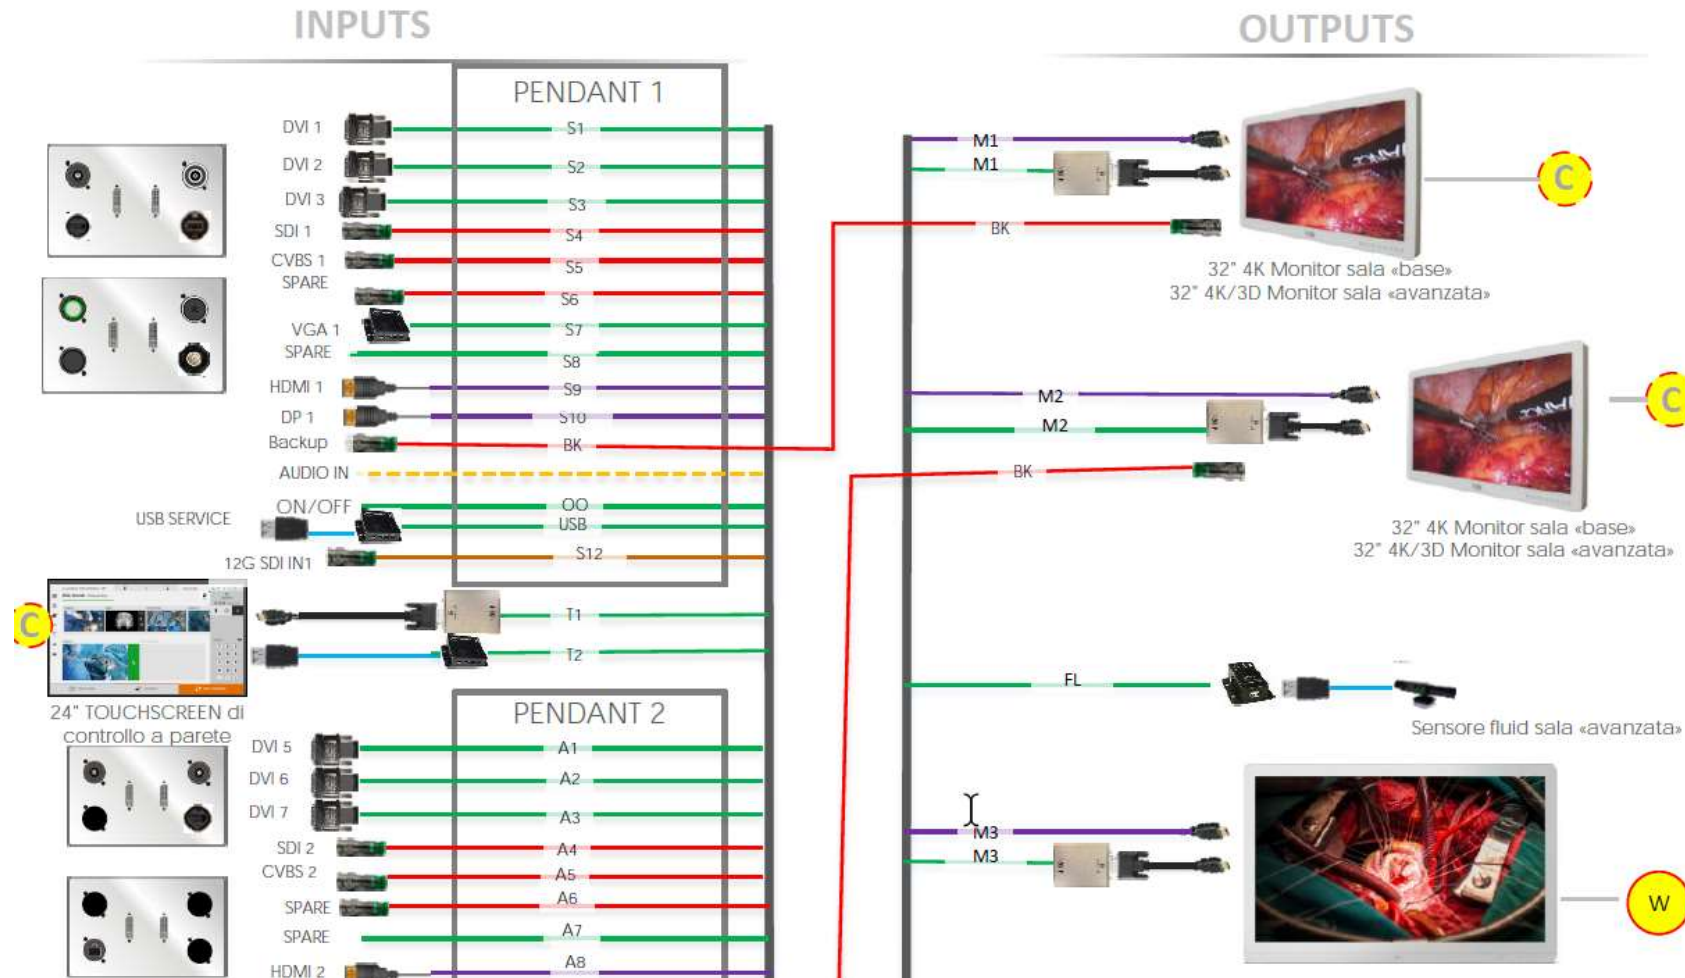 INPUTS
OUTPUTS
PENDANT 1
DVI 1
S1
DVI 2
S2
DVI 3
S3
SDI 1
S4
CVBS 1
S5
SPARE
S6
VGA 1
S7
SPARE
S8
HDMI 1
S9
DP 1
S10
Backup
BK
AUDIO IN
ON/OFF
OO
USB SERVICE
USB
12G SDI IN1
S12
C
T1
T2
24" TOUCHSCREEN di
controllo a parete
PENDANT 2
DVI 5
A1
DVI 6
A2
DVI 7
A3
SDI 2
A4
CVBS 2
A5
SPARE
A6
SPARE
A7
HDMI 2
A8
M1
M1
BK
C
32" 4K Monitor sala «base»
32" 4K/3D Monitor sala «avanzata»
M2
M2
BK
C
32" 4K Monitor sala «base»
32" 4K/3D Monitor sala «avanzata»
FL
Sensore fluid sala «avanzata»
M3
M3
W